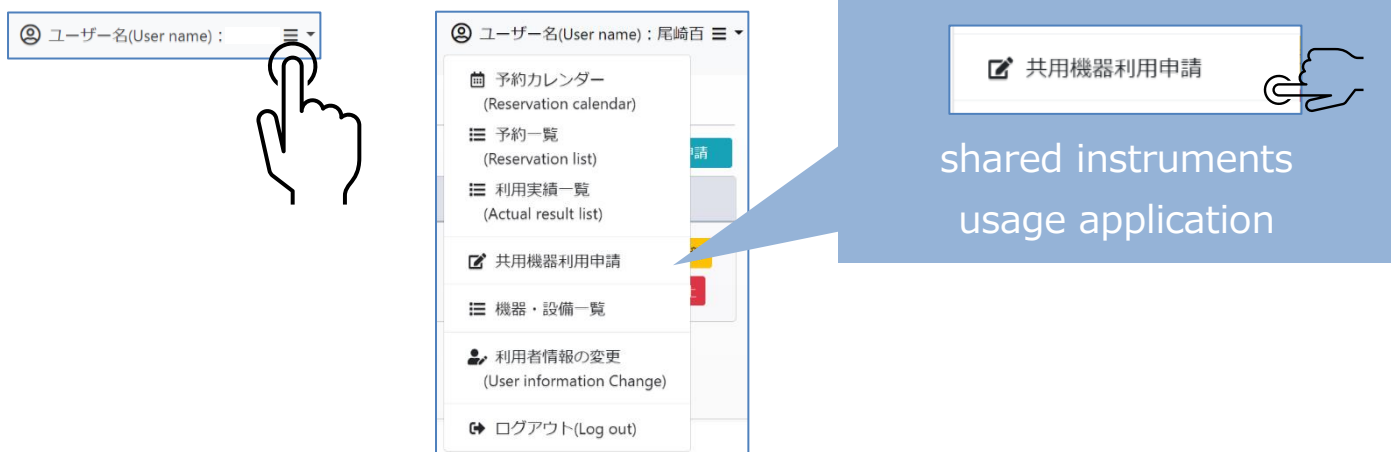 ユーザー名(User name) :
ユーザー名(User name) : 尾崎百
予約カレンダー
(Reservation calendar)
予約一覧
(Reservation list)
利用実績一覧
(Actual result list)
共用機器利用申請
機器・設備一覧
利用者情報の変更
(User information Change)
ログアウト(Log out)
請
共用機器利用申請
shared instruments
usage application